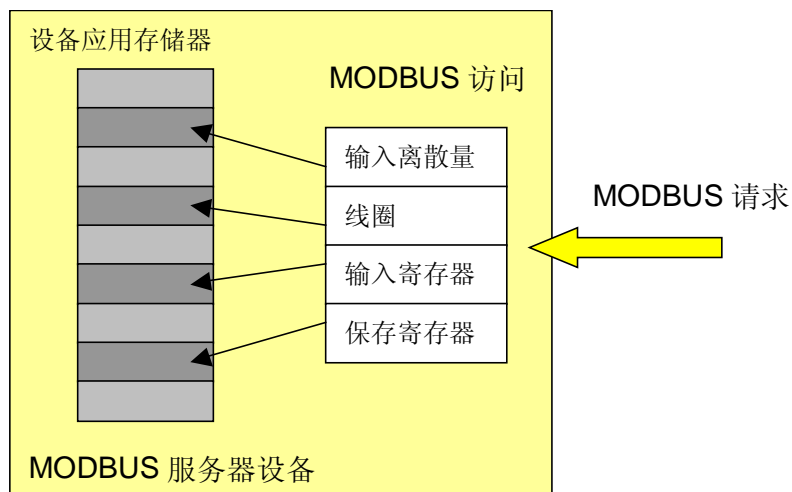 设备应用存储器
MODBUS 访问
输入离散量
线圈
输入寄存器
保存寄存器
MODBUS 请求
MODBUS 服务器设备